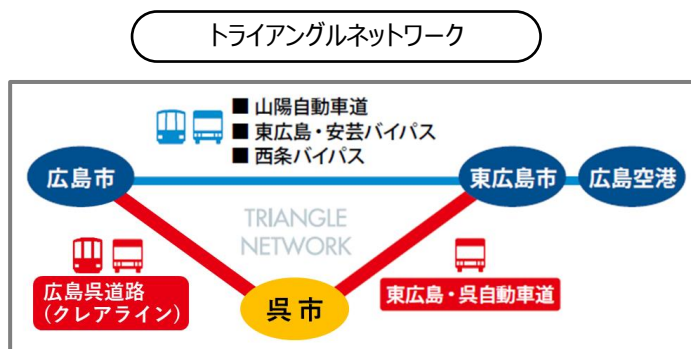 トライアングルネットワーク
■ 山陽自動車道
■ 東広島・安芸バイパス
■ 西条バイパス
広島市
東広島市
広島空港
TRIANGLE
NETWORK
広島呉道路
(クレアライン)
呉市
東広島・呉自動車道